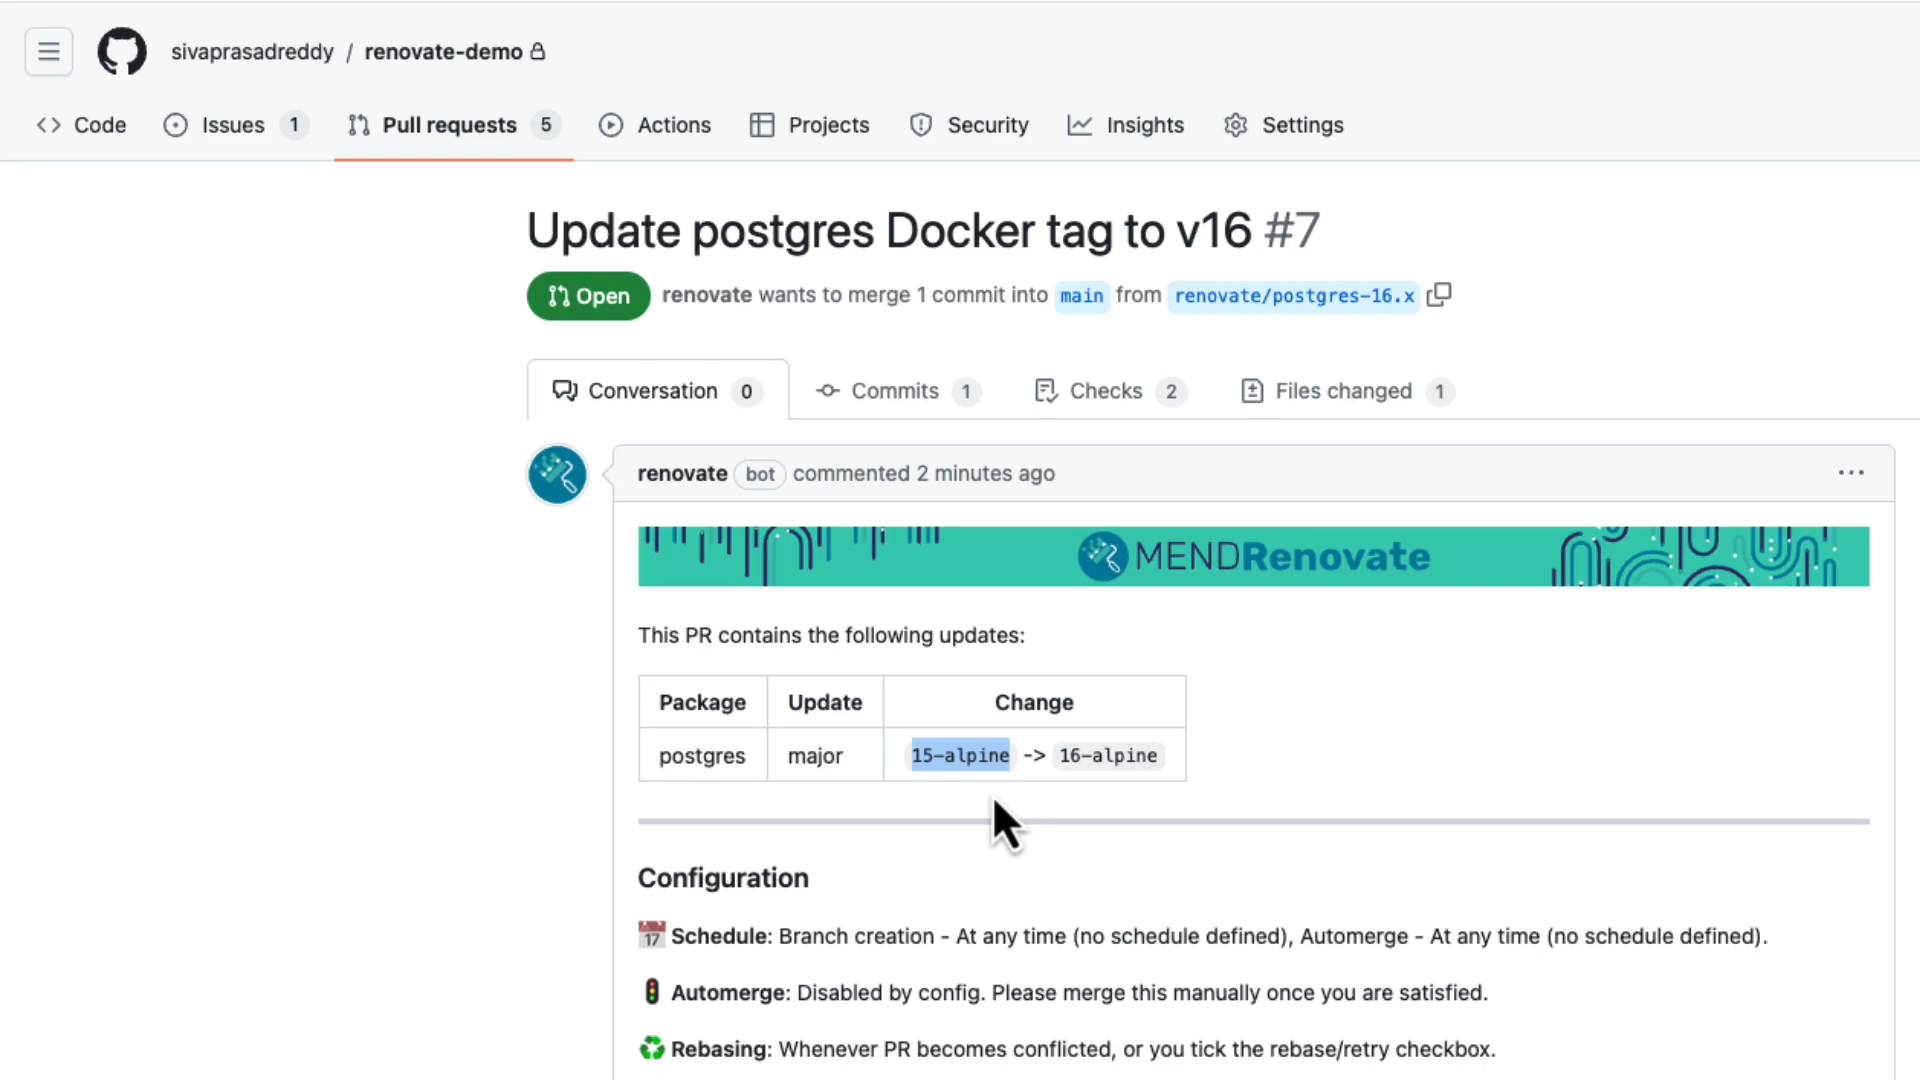 sivaprasadreddy / renovate-demo
Code Issues 1 Pull requests 5 Actions Projects Security Insights Settings
Update postgres Docker tag to v16 #7
Open renovate wants to merge 1 commit into main from renovate/postgres-16.x
Conversation 0 Commits 1 Checks 2 Files changed 1
renovate bot commented 2 minutes ago
MEND Renovate
This PR contains the following updates:
Package Update Change
postgres major 15-alpine -> 16-alpine
Configuration
17 Schedule: Branch creation - At any time (no schedule defined), Automerge - At any time (no schedule defined).
Automerge: Disabled by config. Please merge this manually once you are satisfied.
Rebasing: Whenever PR becomes conflicted, or you tick the rebase/retry checkbox.